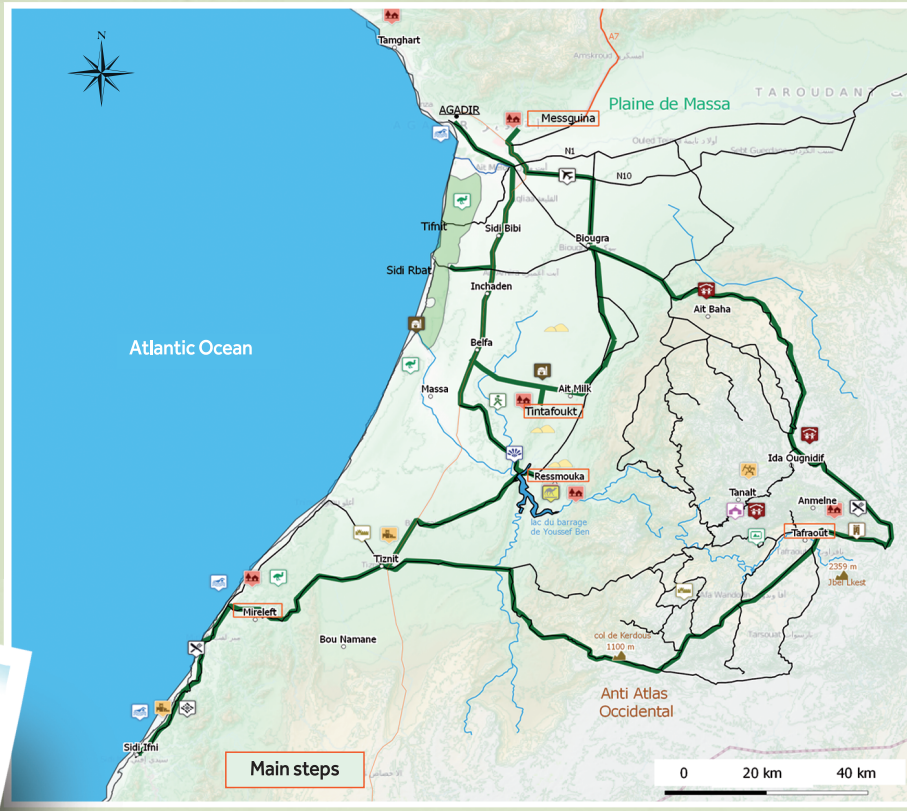 N
Tamghart
A7
TAROUDANT
Plaine de Massa
AGADIR
Messguina
N1
N10
Tifnit
Sidi Bibi
Biougra
Sidi Rbat
Inchaden
Ait Baha
Atlantic Ocean
Belfa
Massa
Ait Milk
Tintafoukt
Ida Ougnidif
Ressmouka
Tanalt
Anmelne
lac du barrage
de Youssef Ben
Tafraout
Tiznit
2359 m
Jbel Lkest
Mireleft
Bou Namane
col de Kerdous
1100 m
Tarsouat
Anti Atlas
Occidental
Sidi Ifni
Main steps
0 20 km 40 km